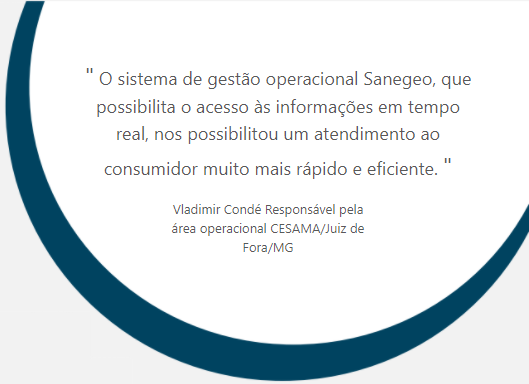 " O sistema de gestão operacional Sanegeo, que
possibilita o acesso às informações em tempo
real, nos possibilitou um atendimento ao
consumidor muito mais rápido e eficiente. "
Vladimir Condé Responsável pela
área operacional CESAMA/Juiz de
Fora/MG